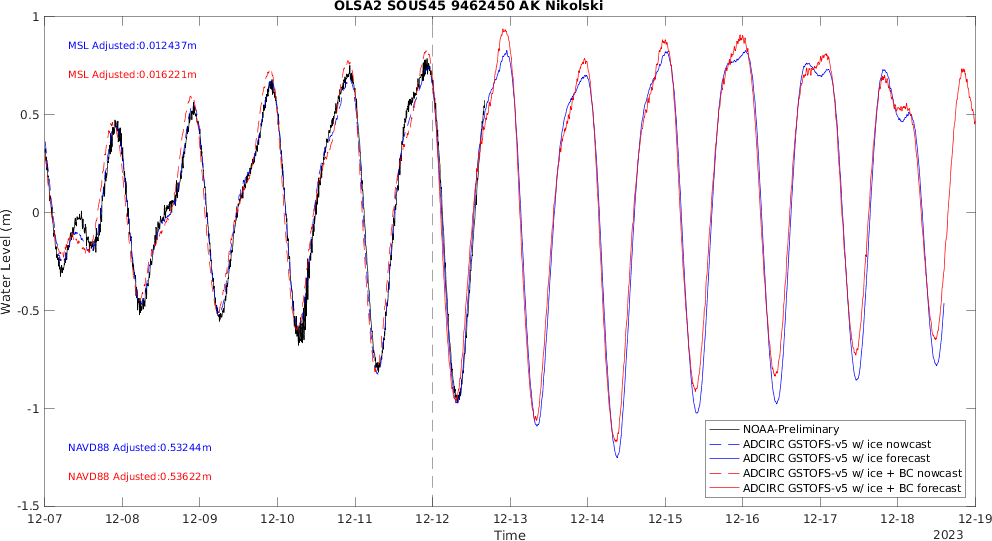 OLSA2 SOUS45 9462450 AK Nikolski
1
0.5
0
-0.5
-1
-1.5
Water Level (m)
MSL Adjusted:0.012437m
MSL Adjusted:0.016221m
NAVD88 Adjusted:0.53244m
NAVD88 Adjusted:0.53622m
NOAA-Preliminary
ADCIRC GSTOFS-v5 w/ ice nowcast
ADCIRC GSTOFS-v5 w/ ice forecast
ADCIRC GSTOFS-v5 w/ ice + BC nowcast
ADCIRC GSTOFS-v5 w/ ice + BC forecast
12-07 12-08 12-09 12-10 12-11 12-12 12-13 12-14 12-15 12-16 12-17 12-18 12-19
Time
2023